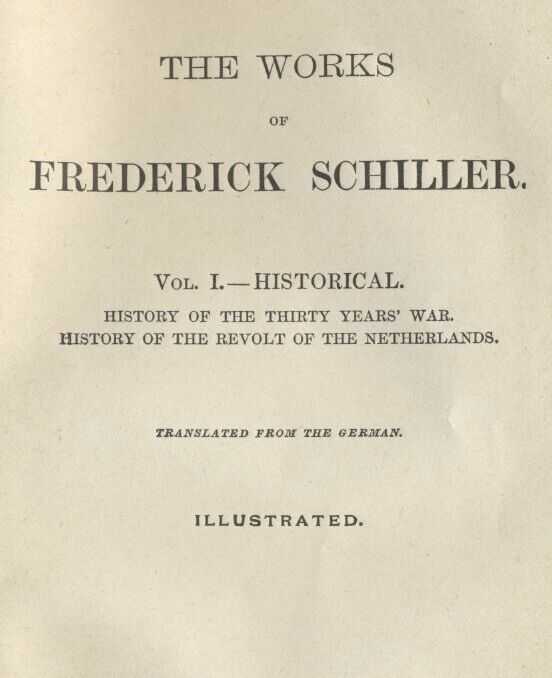 THE WORKS
OF
FREDERICK SCHILLER.
VOL. I.—HISTORICAL.
HISTORY OF THE THIRTY YEARS' WAR.
HISTORY OF THE REVOLT OF THE NETHERLANDS.
TRANSLATED FROM THE GERMAN.
ILLUSTRATED.